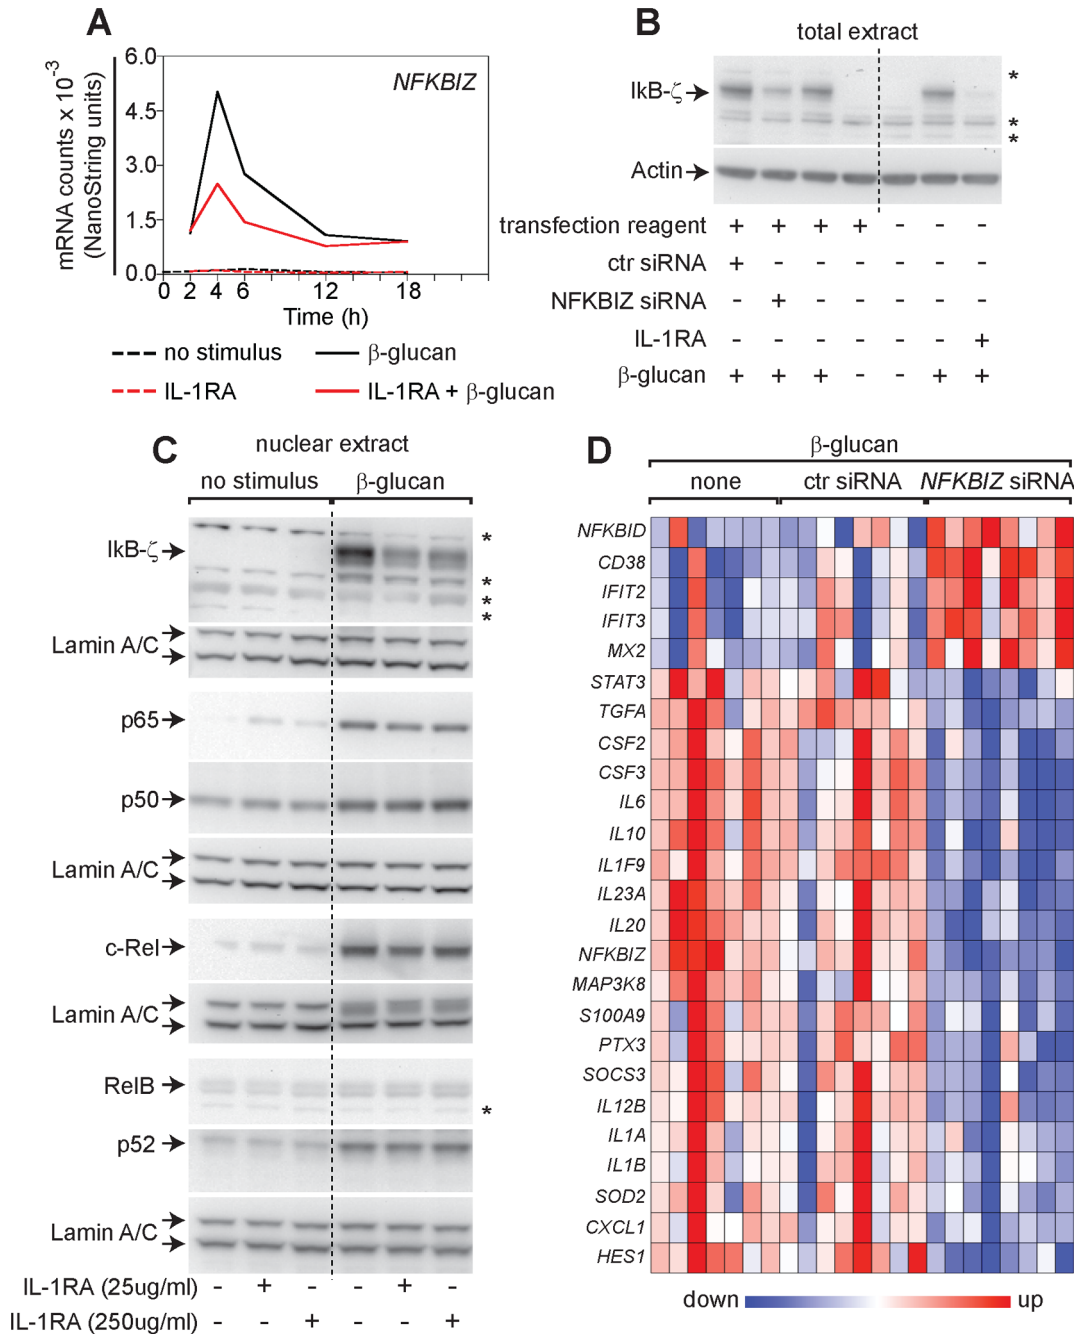 A
6.0
4.5
3.0
1.5
0.0
mRNA counts x 10-3
(NanoString units)
NFKBIZ
0 2 4 6 12 18
Time (h)
no stimulus
β-glucan
IL-1RA
IL-1RA + β-glucan
B
total extract
IkB-ζ
*
*
*
Actin
transfection reagent + + + + - - -
ctr siRNA + - - - - - -
NFKBIZ siRNA - + - - - - -
IL-1RA - - - - - - +
β-glucan + + + - - + +
C
nuclear extract
no stimulus
β-glucan
IkB-ζ
*
*
*
*
Lamin A/C
p65
p50
Lamin A/C
c-Rel
Lamin A/C
RelB
*
p52
Lamin A/C
IL-1RA (25ug/ml) - + - - + -
IL-1RA (250ug/ml) - - + - - +
D
β-glucan
none
ctr siRNA
NFKBIZ siRNA
NFKBID
CD38
IFIT2
IFIT3
MX2
STAT3
TGFA
CSF2
CSF3
IL6
IL10
IL1F9
IL23A
IL20
NFKBIZ
MAP3K8
S100A9
PTX3
SOCS3
IL12B
IL1A
IL1B
SOD2
CXCL1
HES1
down
up